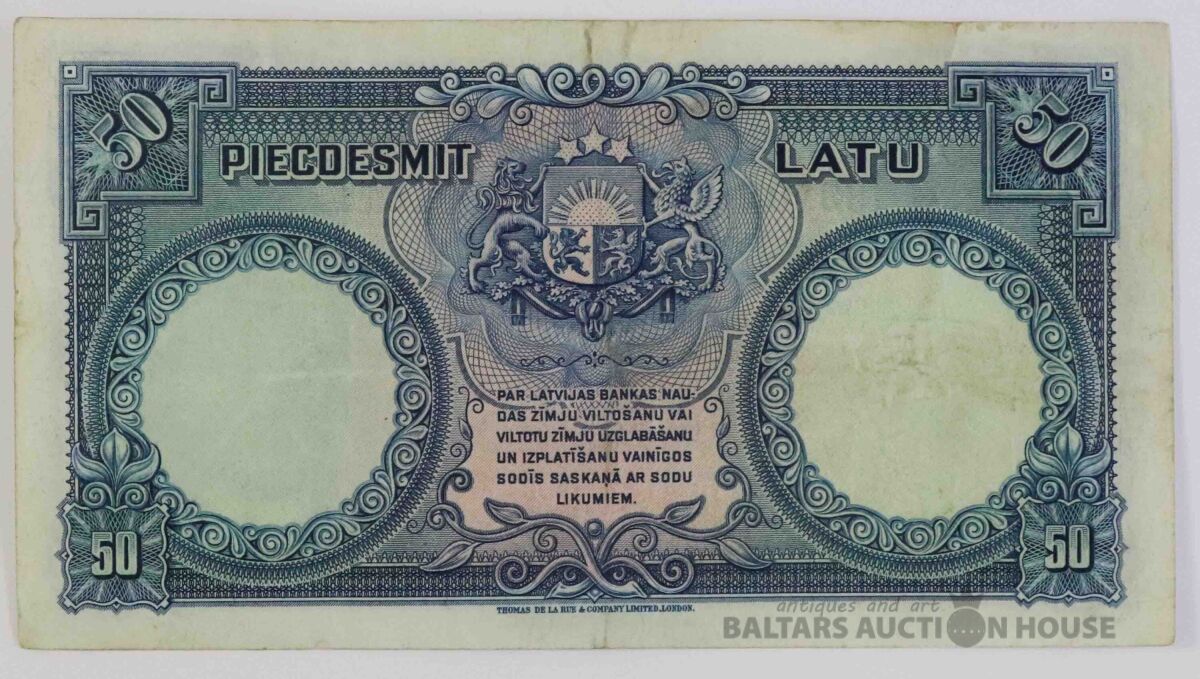 50
50
PIECDESMIT LATU
PAR LATVIJAS BANKAS NAU-
DAS ZĪMJU VILTOŠANU VAI
VILTOTU ZĪMJU UZGLABĀŠANU
UN IZPLATĪŠANU VAINĪGOS
SODĪS SASKAŅĀ AR SODU
LIKUMIEM.
50
50
THOMAS DE LA RUE & COMPANY LIMITED, LONDON.
antiques and art
BALTARS AUCTION HOUSE